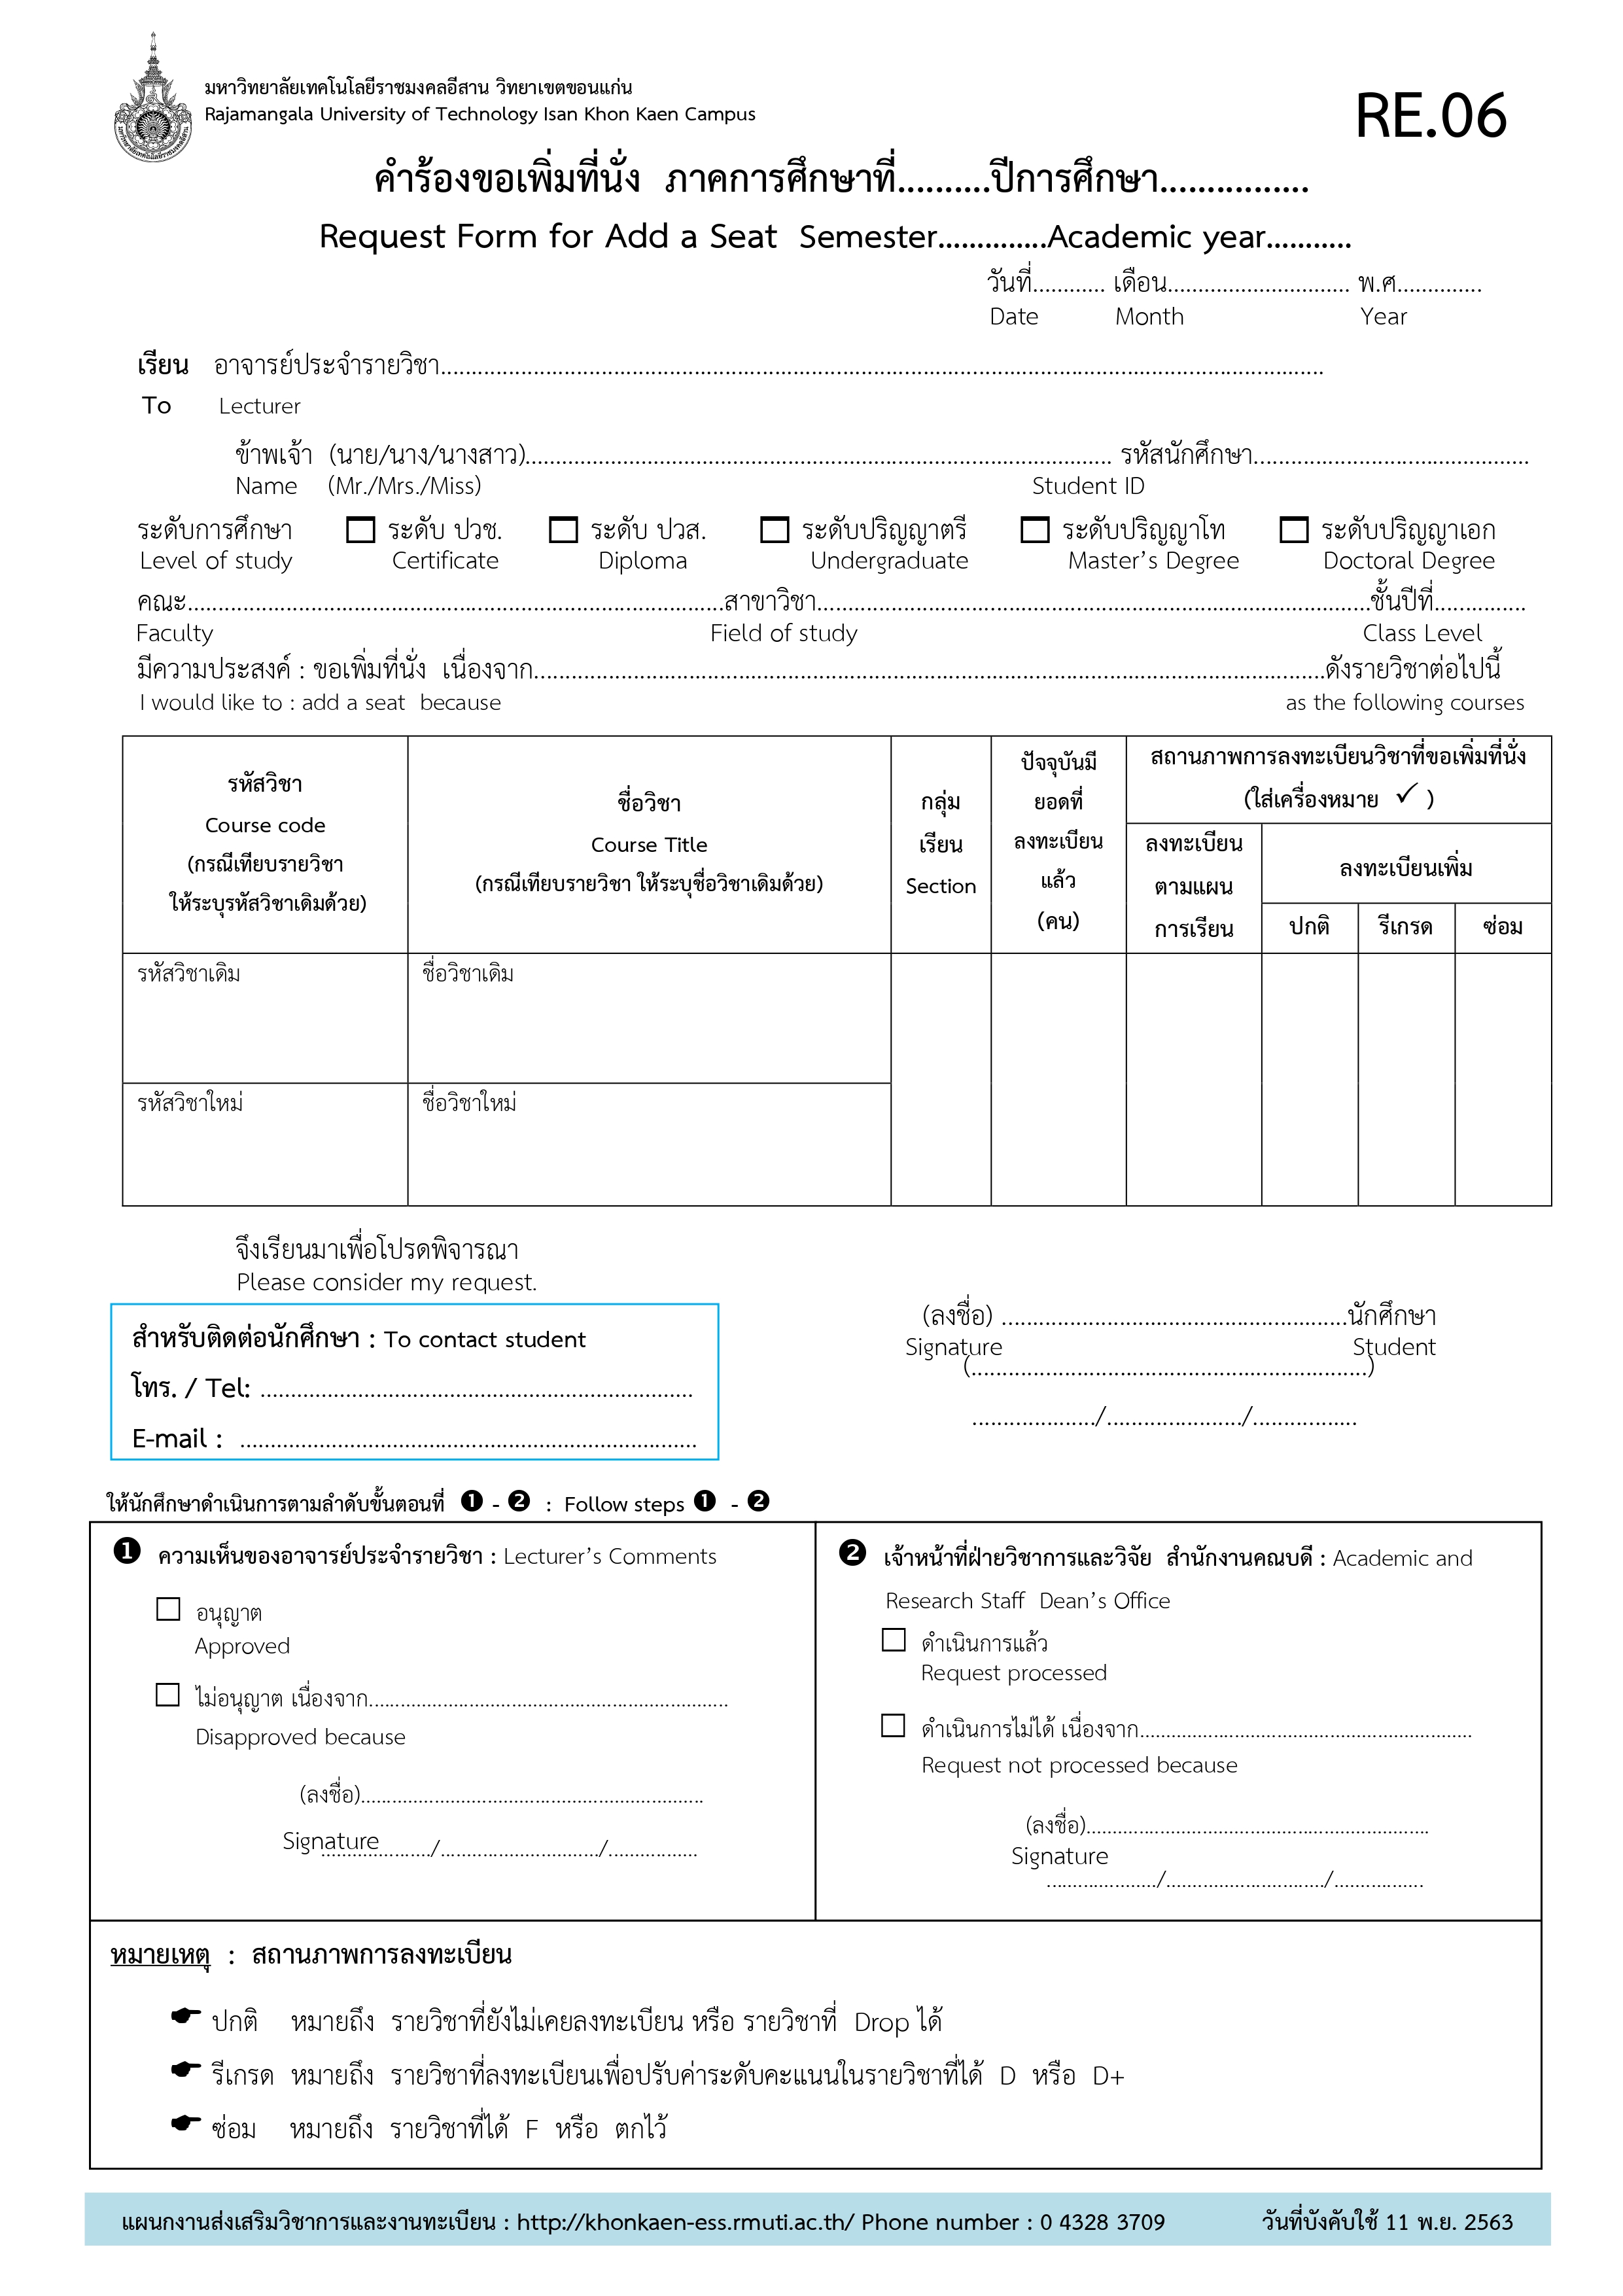 มหาวิทยาลัยเทคโนโลยีราชมงคลอีสาน วิทยาเขตขอนแก่น
Rajamangala University of Technology Isan Khon Kaen Campus
RE.06
คำร้องขอเพิ่มที่นั่ง ภาคการศึกษาที่..........ปีการศึกษา................
Request Form for Add a Seat Semester.............Academic year...........
วันที่............ เดือน.............................. พ.ศ..............
Date Month Year
เรียน อาจารย์ประจำรายวิชา..................................................................................................................................................
To Lecturer
ข้าพเจ้า (นาย/นาง/นางสาว)................................................................................................ รหัสนักศึกษา.............................................
Name (Mr./Mrs./Miss) Student ID
ระดับการศึกษา ☐ ระดับ ปวช. ☐ ระดับ ปวส. ☐ ระดับปริญญาตรี ☐ ระดับปริญญาโท ☐ ระดับปริญญาเอก
Level of study Certificate Diploma Undergraduate Master's Degree Doctoral Degree
คณะ........................................................................................สาขาวิชา...........................................................................................ชั้นปีที่...............
Faculty Field of study Class Level
มีความประสงค์ : ขอเพิ่มที่นั่ง เนื่องจาก..................................................................................................................................ดังรายวิชาต่อไปนี้
I would like to : add a seat because as the following courses
รหัสวิชา
Course code
(กรณีเทียบรายวิชา
ให้ระบุรหัสวิชาเดิมด้วย)
ชื่อวิชา
Course Title
(กรณีเทียบรายวิชา ให้ระบุชื่อวิชาเดิมด้วย)
กลุ่ม
เรียน
Section
ปัจจุบันมี
ยอดที่
ลงทะเบียน
แล้ว
(คน)
สถานภาพการลงทะเบียนวิชาที่ขอเพิ่มที่นั่ง
(ใส่เครื่องหมาย ✓ )
ลงทะเบียน
ตามแผน
การเรียน
ลงทะเบียนเพิ่ม
ปกติ รีเกรด ซ่อม
รหัสวิชาเดิม ชื่อวิชาเดิม
รหัสวิชาใหม่ ชื่อวิชาใหม่
จึงเรียนมาเพื่อโปรดพิจารณา
Please consider my request.
สำหรับติดต่อนักศึกษา : To contact student
โทร. / Tel: .......................................................................
E-mail : ...........................................................................
(ลงชื่อ) .........................................................นักศึกษา
Signature Student
(.................................................................)
..................../....................../.................
ให้นักศึกษาดำเนินการตามลำดับขั้นตอนที่ ❶ - ❷ : Follow steps ❶ - ❷
❶ ความเห็นของอาจารย์ประจำรายวิชา : Lecturer's Comments
☐ อนุญาต
Approved
☐ ไม่อนุญาต เนื่องจาก....................................................................
Disapproved because
(ลงชื่อ).................................................................
Signature
...................../............................../.................
❷ เจ้าหน้าที่ฝ่ายวิชาการและวิจัย สำนักงานคณบดี : Academic and
Research Staff Dean's Office
☐ ดำเนินการแล้ว
Request processed
☐ ดำเนินการไม่ได้ เนื่องจาก...............................................................
Request not processed because
(ลงชื่อ).................................................................
Signature
...................../............................../.................
หมายเหตุ : สถานภาพการลงทะเบียน
☛ ปกติ หมายถึง รายวิชาที่ยังไม่เคยลงทะเบียน หรือ รายวิชาที่ Drop ได้
☛ รีเกรด หมายถึง รายวิชาที่ลงทะเบียนเพื่อปรับค่าระดับคะแนนในรายวิชาที่ได้ D หรือ D+
☛ ซ่อม หมายถึง รายวิชาที่ได้ F หรือ ตกไว้
แผนกงานส่งเสริมวิชาการและงานทะเบียน : http://khonkaen-ess.rmuti.ac.th/ Phone number : 0 4328 3709 วันที่บังคับใช้ 11 พ.ย. 2563